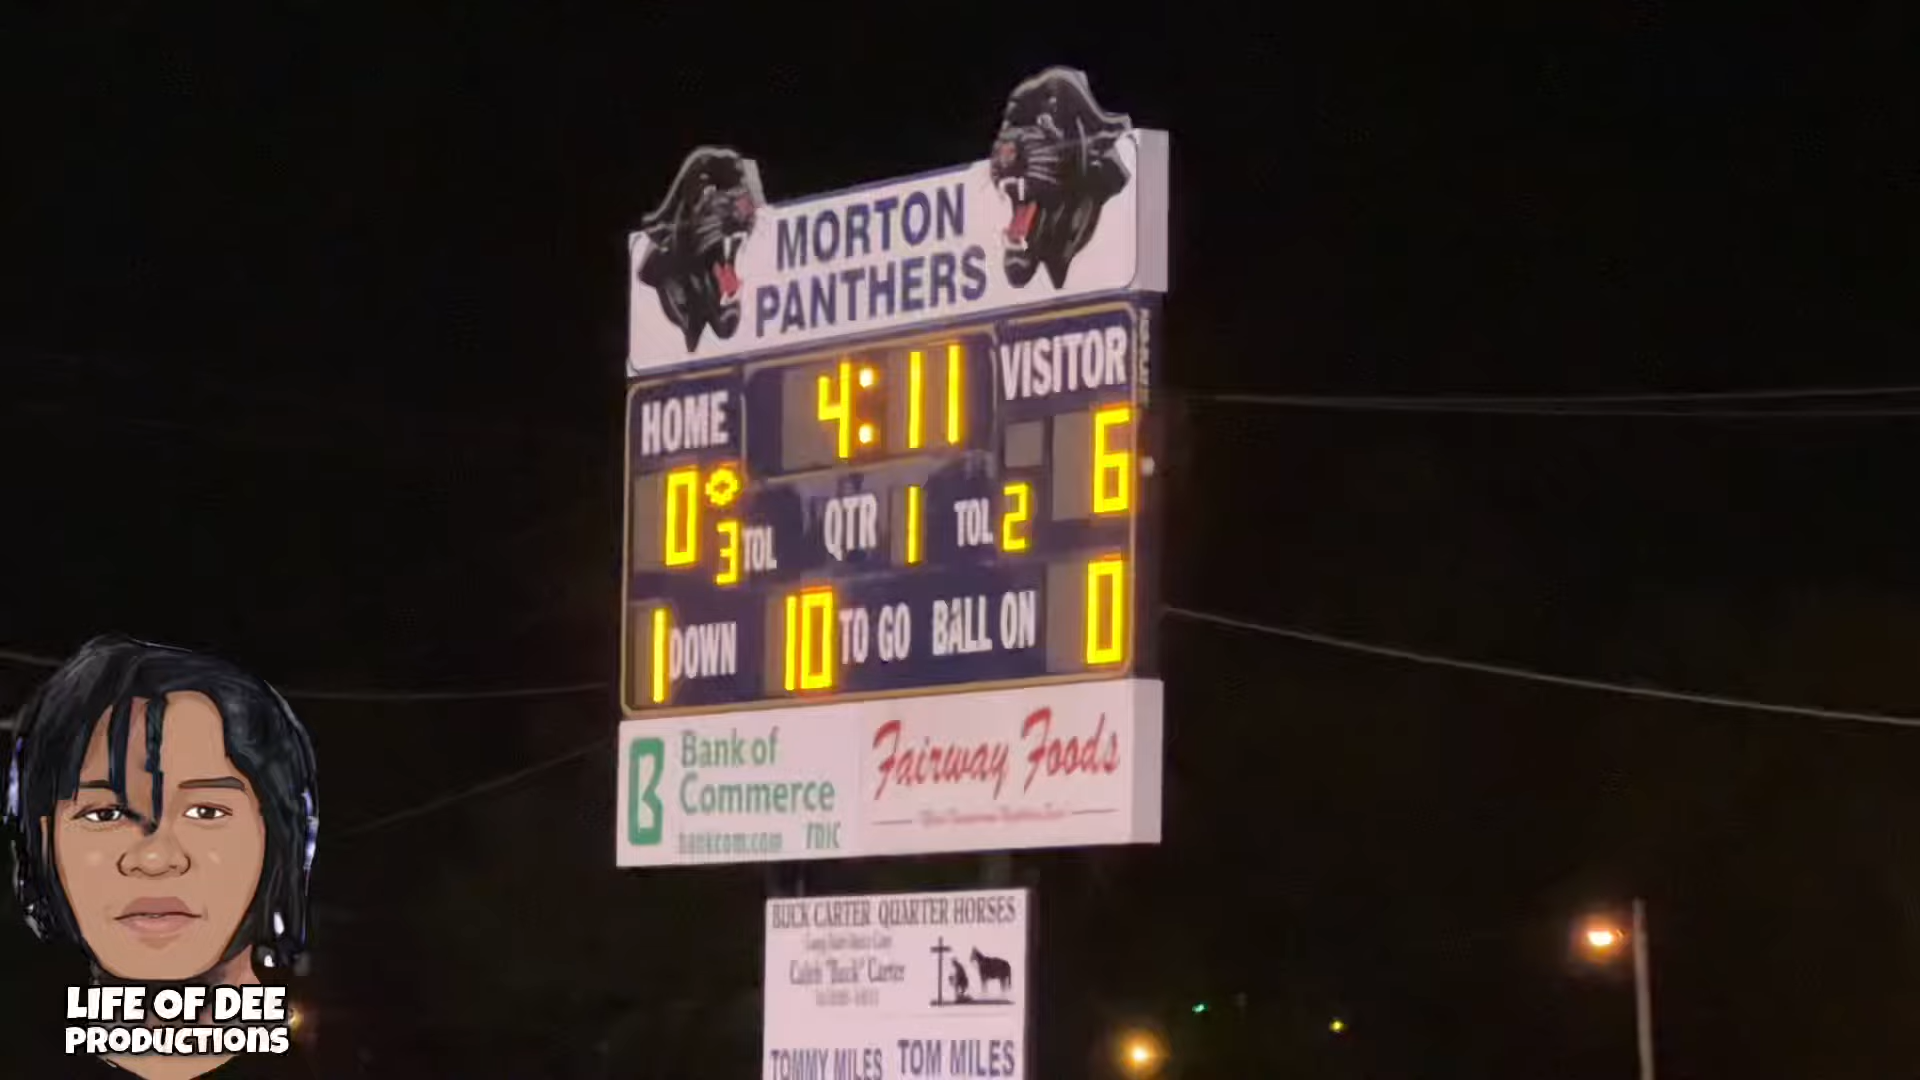 MORTON
PANTHERS
HOME
4:11
VISITOR
0
3 TOL
QTR 1
TOL 2
6
1 DOWN
10 TO GO
BALL ON 0
Bank of
Commerce
bankcom.com FDIC
Fairway Foods
BUCK CARTER QUARTER HORSES
Caleb "Buck" Carter
TOMMY MILES
TOM MILES
LIFE OF DEE
PRODUCTIONS